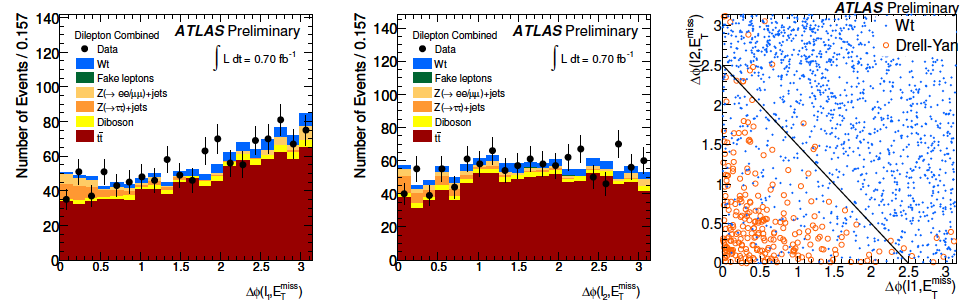 Number of Events / 0.157
140
120
100
80
60
40
20
0
ATLAS Preliminary
Dilepton Combined
∫ L dt = 0.70 fb⁻¹
Data
Wt
Fake leptons
Z(→ ee/μμ)+jets
Z(→ττ)+jets
Diboson
tt̄
0 0.5 1 1.5 2 2.5 3
Δφ(l₁,E_T^miss)
Number of Events / 0.157
140
120
100
80
60
40
20
0
ATLAS Preliminary
Dilepton Combined
∫ L dt = 0.70 fb⁻¹
Data
Wt
Fake leptons
Z(→ ee/μμ)+jets
Z(→ττ)+jets
Diboson
tt̄
0 0.5 1 1.5 2 2.5 3
Δφ(l₂,E_T^miss)
ATLAS Preliminary
Δφ(l2,E_T^miss)
Wt
Drell-Yan
3
2.5
2
1.5
1
0.5
0
0 0.5 1 1.5 2 2.5 3
Δφ(l1,E_T^miss)